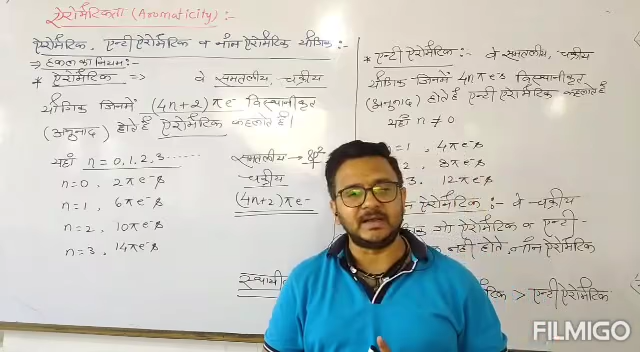 ऐरोमैटिकता (Aromaticity) :-
ऐरोमैटिक, एन्टी ऐरोमैटिक व नॉन ऐरोमैटिक यौगिक :-
⇒ हकल का नियम :-
* ऐरोमैटिक ⇒ वे समतलीय, चक्रीय
यौगिक जिनमें (4n+2) πe⁻ विस्थानीकृत
(अनुनाद) होते हैं ऐरोमैटिक कहलाते हैं।
यहाँ n = 0, 1, 2, 3 ......
n=0, 2πe⁻s
n=1, 6πe⁻s
n=2, 10πe⁻s
n=3, 14πe⁻s
समतलीय → sp²
चक्रीय
(4n+2)πe⁻
* एन्टी ऐरोमैटिक :- वे समतलीय, चक्रीय
यौगिक जिनमें 4nπe⁻s विस्थानीकृत
(अनुनाद) होते हैं एन्टी ऐरोमैटिक कहलाते हैं
यहाँ n ≠ 0
=1, 4πe⁻s
2, 8πe⁻s
3, 12πe⁻s
ऐरोमैटिक :- वे चक्रीय
जो ऐरोमैटिक व एन्टी
नहीं होते, नॉन ऐरोमैटिक
> एन्टी ऐरोमैटिक
FILMIGO